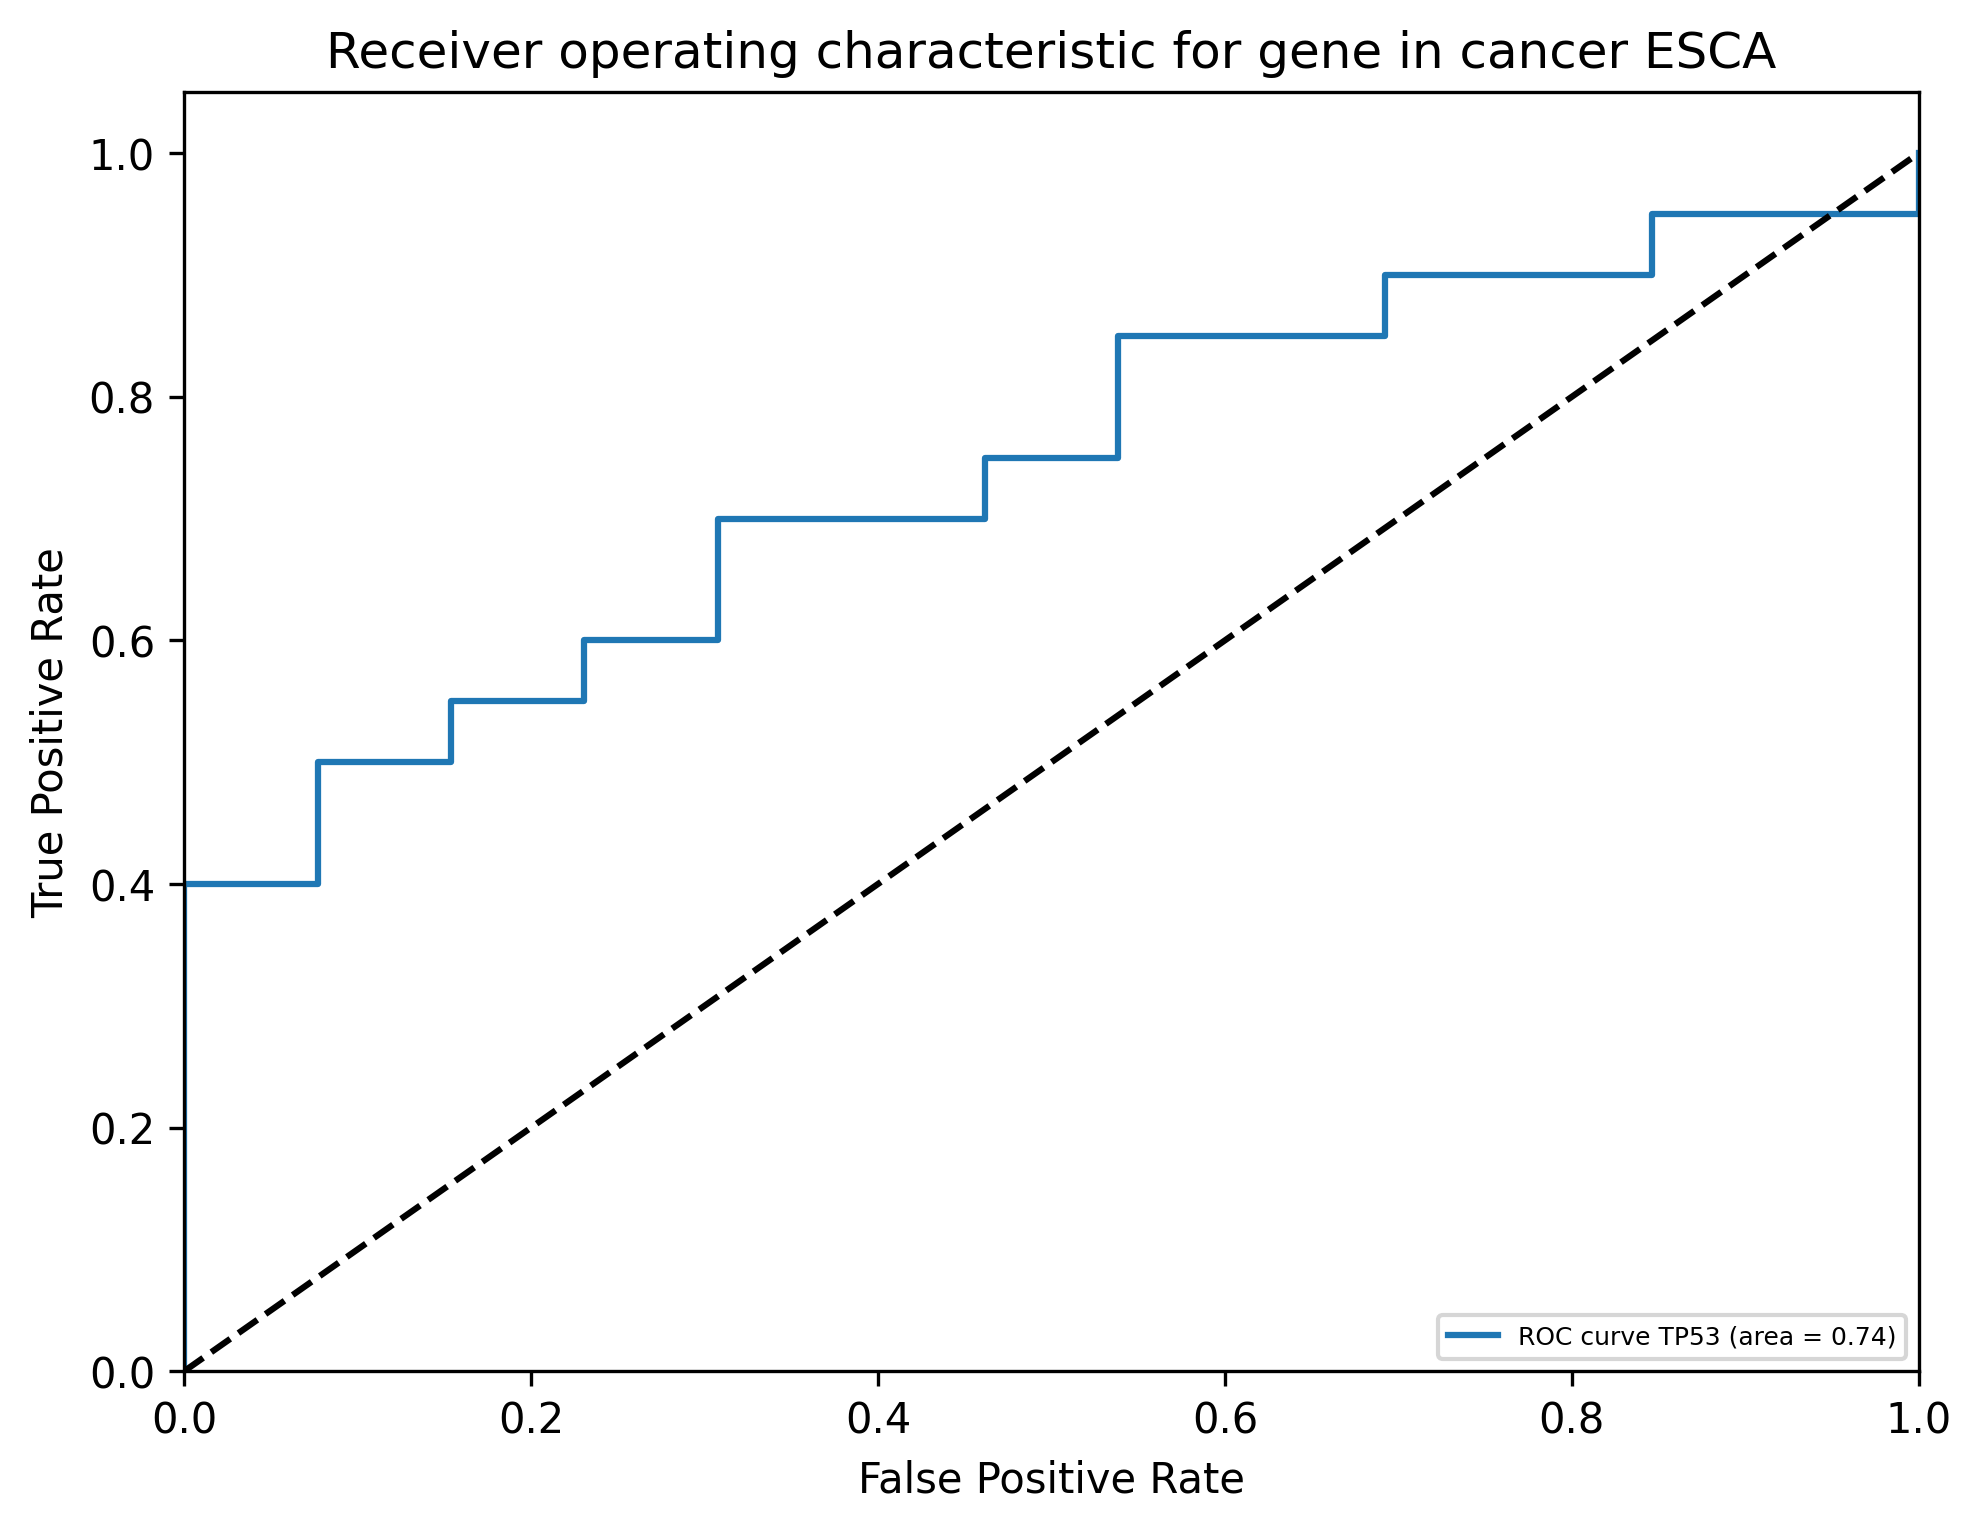 Receiver operating characteristic for gene in cancer ESCA
1.0
0.8
0.6
0.4
0.2
0.0
True Positive Rate
ROC curve TP53 (area = 0.74)
0.0 0.2 0.4 0.6 0.8 1.0
False Positive Rate